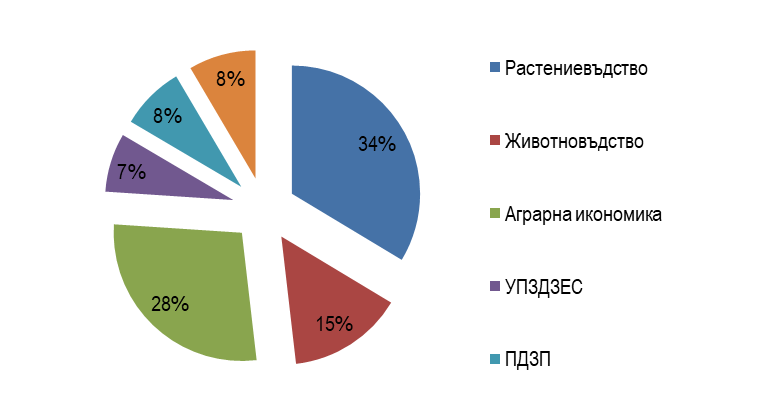 8%
8%
7%
34%
28%
15%
Растениевъдство
Животновъдство
Аграрна икономика
УПЗДЗЕС
ПДЗП